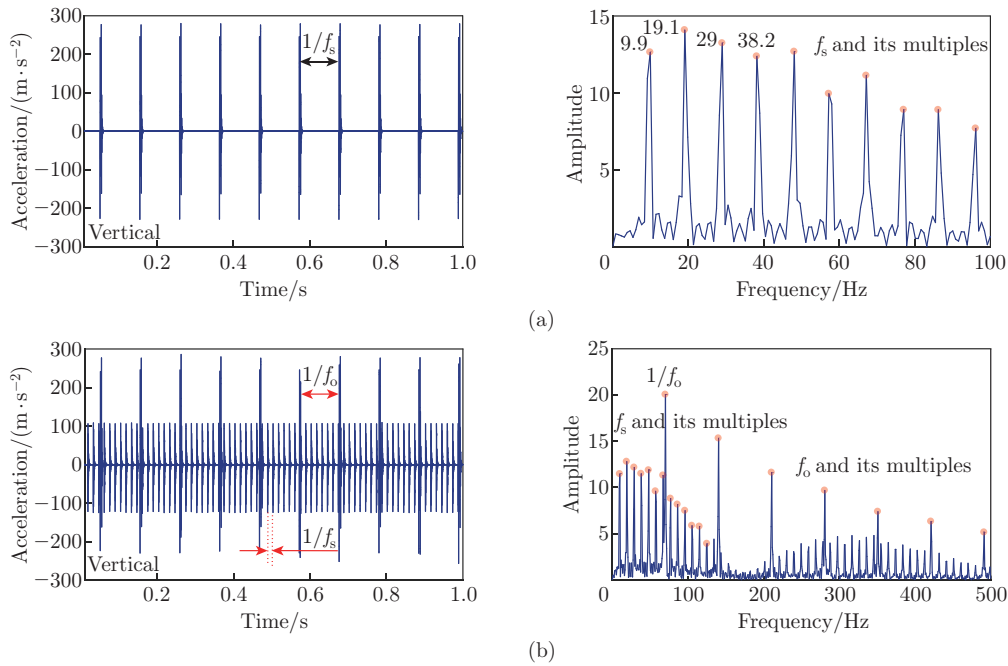 300
200
100
0
−100
−200
−300
Acceleration/(m·s⁻²)
1/fₛ
Vertical
0.2 0.4 0.6 0.8 1.0
Time/s
15
10
5
Amplitude
9.9
19.1
29
38.2
fₛ and its multiples
0 20 40 60 80 100
Frequency/Hz
(a)
300
200
100
0
−100
−200
−300
Acceleration/(m·s⁻²)
1/fₒ
1/fₛ
Vertical
0.2 0.4 0.6 0.8 1.0
Time/s
25
20
15
10
5
Amplitude
1/fₒ
fₛ and its multiples
fₒ and its multiples
0 100 200 300 400 500
Frequency/Hz
(b)